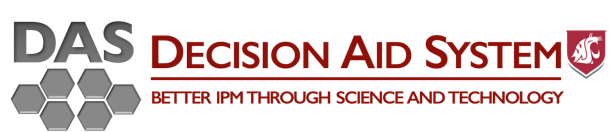 DAS
DECISION AID SYSTEM
BETTER IPM THROUGH SCIENCE AND TECHNOLOGY